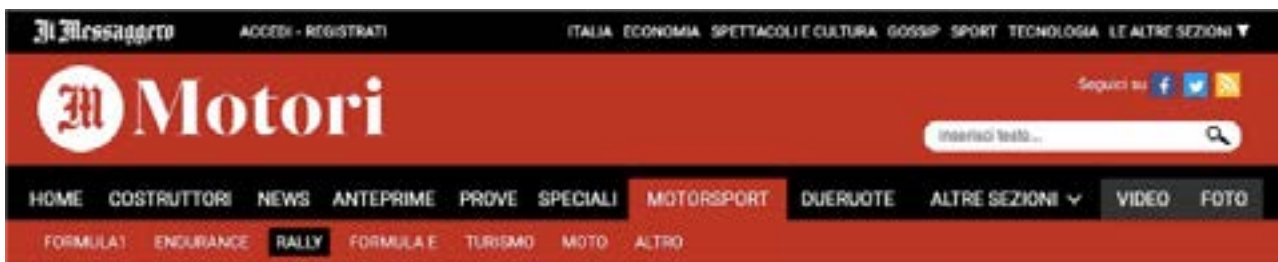 Il Messaggero ACCEDI - REGISTRATI ITALIA ECONOMIA SPETTACOLI E CULTURA GOSSIP SPORT TECNOLOGIA LE ALTRE SEZIONI ▼
Seguici su
M Motori
Inserisci testo...
HOME COSTRUTTORI NEWS ANTEPRIME PROVE SPECIALI MOTORSPORT DUERUOTE ALTRE SEZIONI VIDEO FOTO
FORMULA1 ENDURANCE RALLY FORMULA E TURISMO MOTO ALTRO